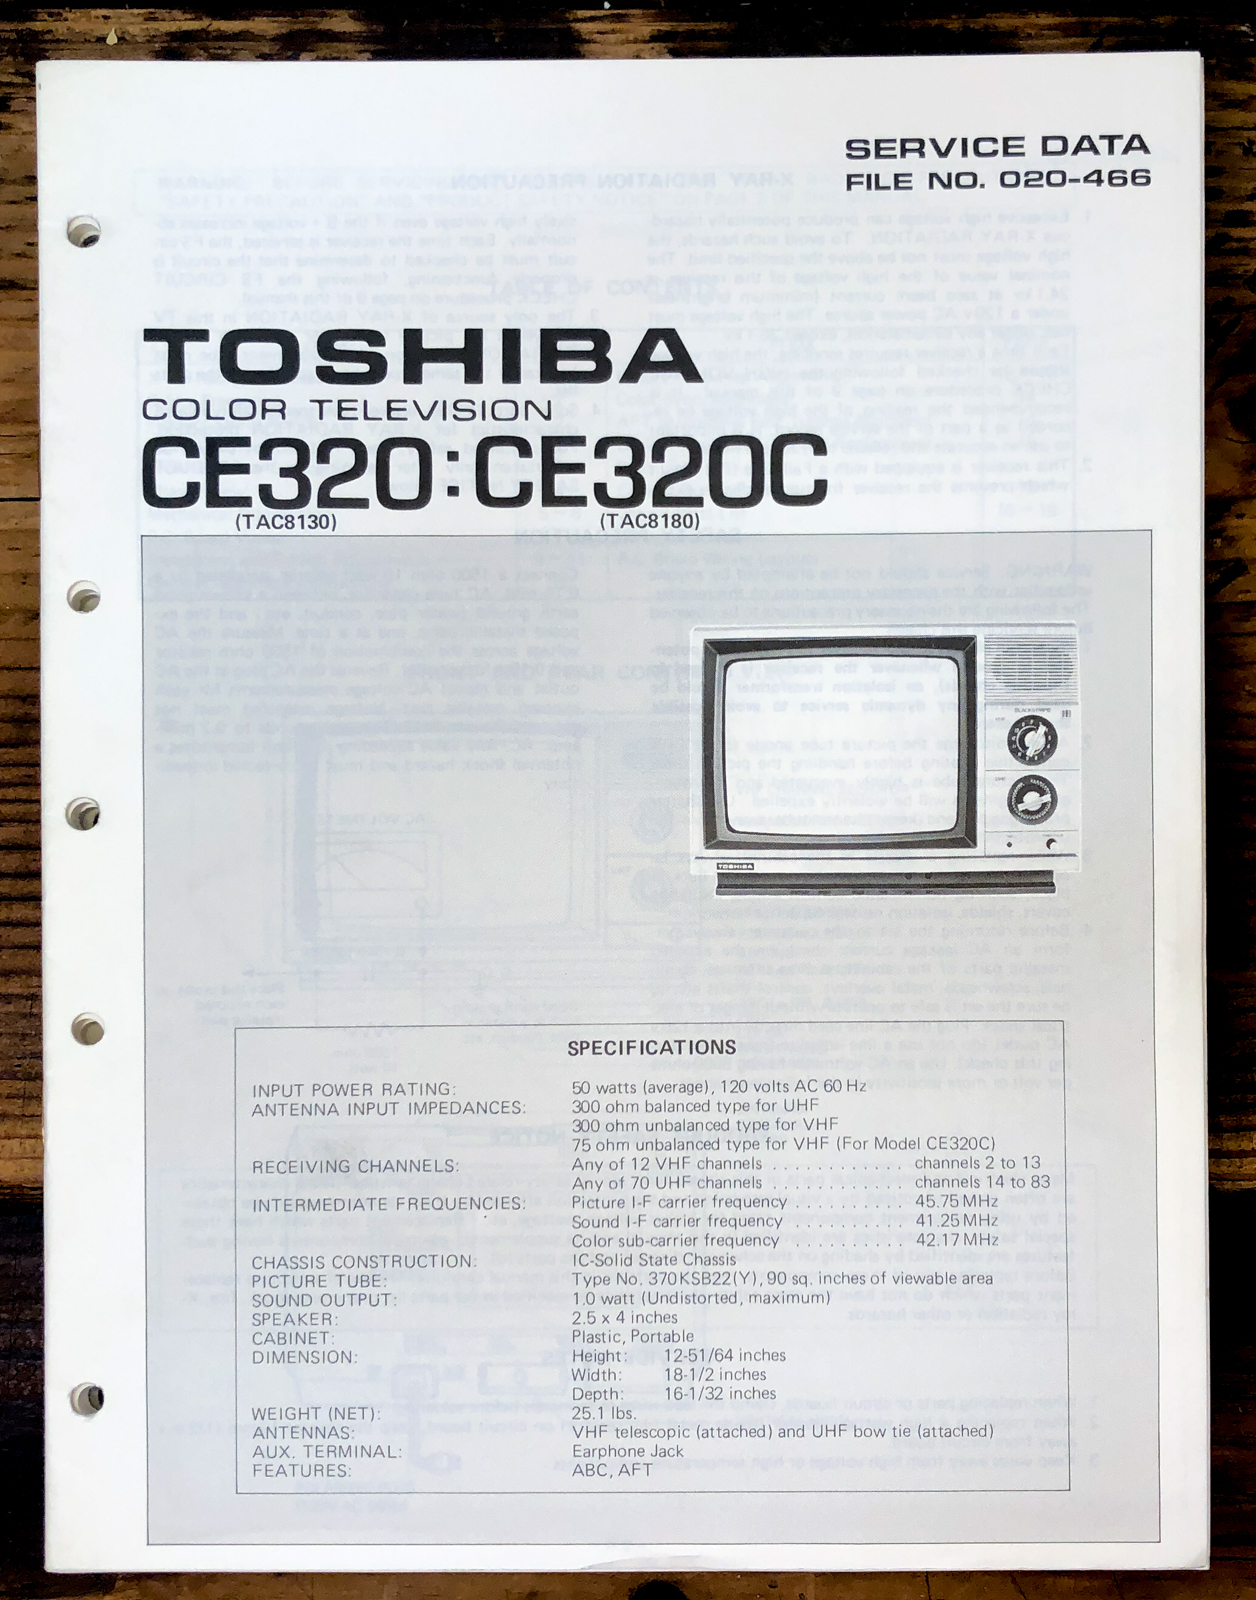 SERVICE DATA
FILE NO. 020-466
TOSHIBA
COLOR TELEVISION
CE320 : CE320C
(TAC8130) (TAC8180)
BLACKSTRIPE
TOSHIBA
SPECIFICATIONS
INPUT POWER RATING: 50 watts (average), 120 volts AC 60 Hz
ANTENNA INPUT IMPEDANCES: 300 ohm balanced type for UHF
300 ohm unbalanced type for VHF
75 ohm unbalanced type for VHF (For Model CE320C)
RECEIVING CHANNELS: Any of 12 VHF channels . . . . . . . . . . . . channels 2 to 13
Any of 70 UHF channels . . . . . . . . . . . . channels 14 to 83
INTERMEDIATE FREQUENCIES: Picture I-F carrier frequency . . . . . . . . . . 45.75 MHz
Sound I-F carrier frequency . . . . . . . . . . 41.25 MHz
Color sub-carrier frequency . . . . . . . . . . 42.17 MHz
CHASSIS CONSTRUCTION: IC-Solid State Chassis
PICTURE TUBE: Type No. 370KSB22(Y), 90 sq. inches of viewable area
SOUND OUTPUT: 1.0 watt (Undistorted, maximum)
SPEAKER: 2.5 x 4 inches
CABINET: Plastic, Portable
DIMENSION: Height: 12-51/64 inches
Width: 18-1/2 inches
Depth: 16-1/32 inches
WEIGHT (NET): 25.1 lbs.
ANTENNAS: VHF telescopic (attached) and UHF bow tie (attached)
AUX. TERMINAL: Earphone Jack
FEATURES: ABC, AFT